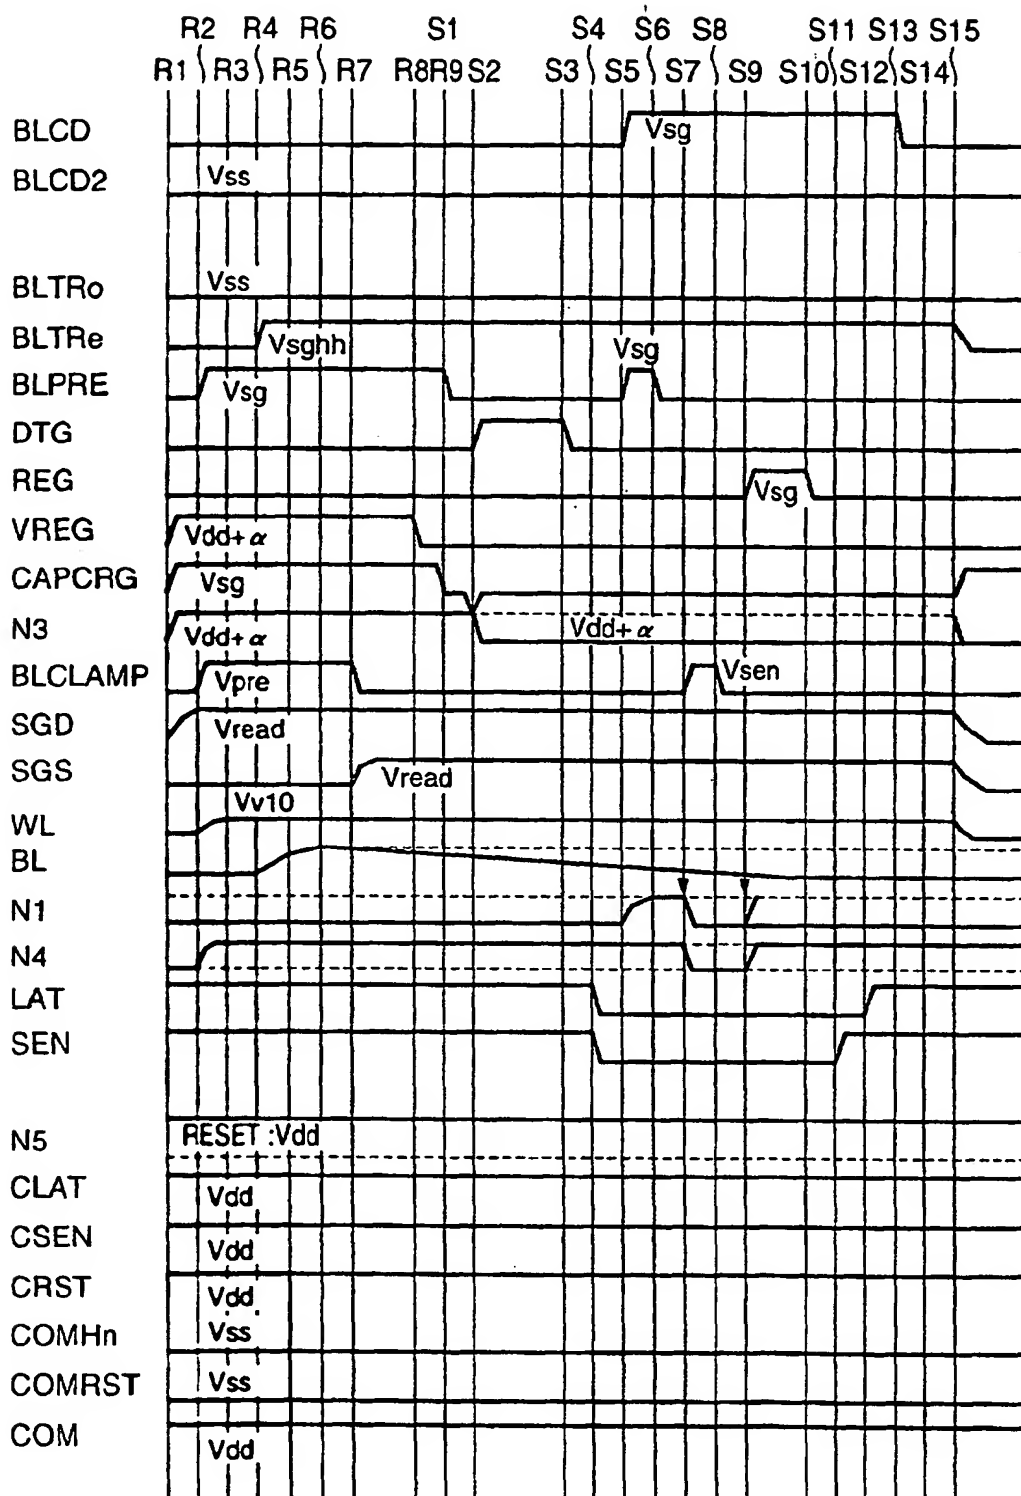 R2 R4 R6 S1 S4 S6 S8 S11 S13 S15
R1 R3 R5 R7 R8 R9 S2 S3 S5 S7 S9 S10 S12 S14
BLCD Vsg
BLCD2 Vss
BLTRo Vss
BLTRe Vsghh
BLPRE Vsg Vsg
DTG
REG Vsg
VREG Vdd+α
CAPCRG Vsg
N3 Vdd+α Vdd+α
BLCLAMP Vpre Vsen
SGD Vread
SGS Vread
WL Vv10
BL
N1
N4
LAT
SEN
N5 RESET :Vdd
CLAT Vdd
CSEN Vdd
CRST Vdd
COMHn Vss
COMRST Vss
COM Vdd